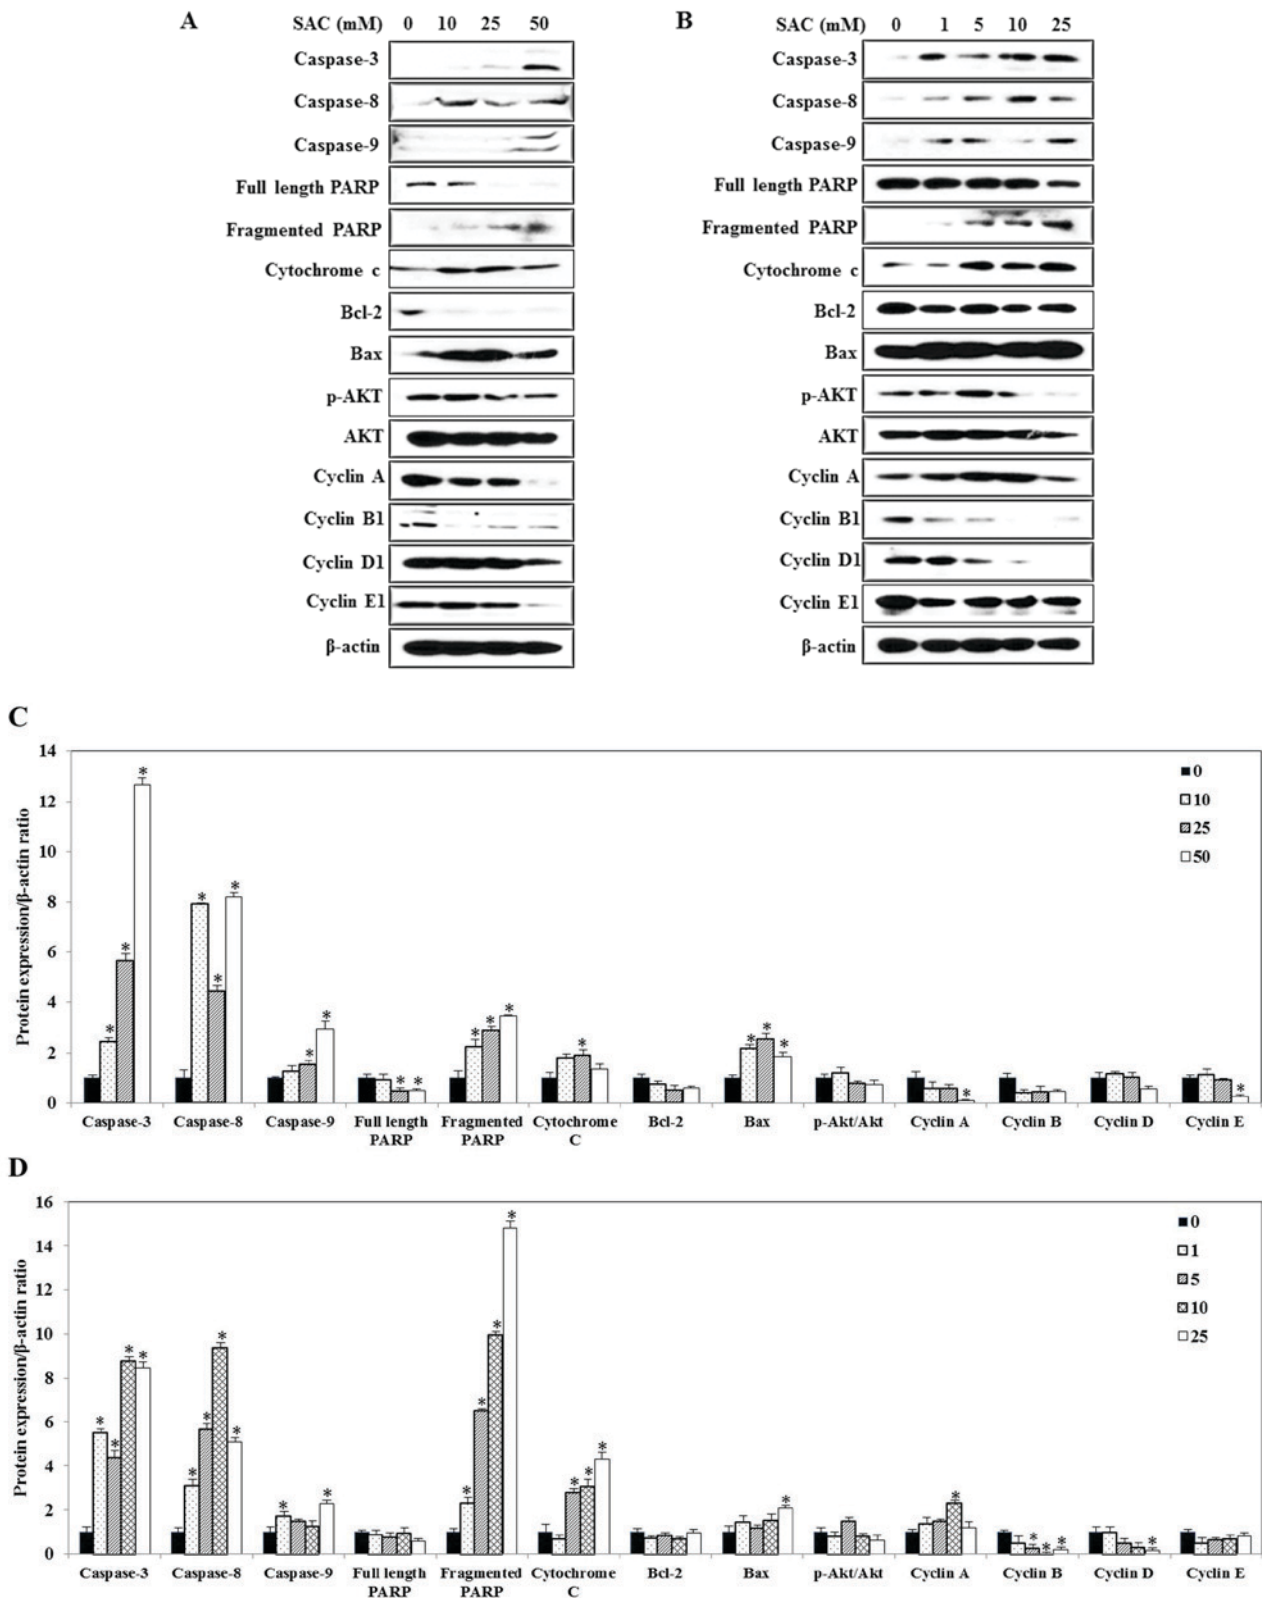 A
SAC (mM) 0 10 25 50
Caspase-3
Caspase-8
Caspase-9
Full length PARP
Fragmented PARP
Cytochrome c
Bcl-2
Bax
p-AKT
AKT
Cyclin A
Cyclin B1
Cyclin D1
Cyclin E1
β-actin
B
SAC (mM) 0 1 5 10 25
Caspase-3
Caspase-8
Caspase-9
Full length PARP
Fragmented PARP
Cytochrome c
Bcl-2
Bax
p-AKT
AKT
Cyclin A
Cyclin B1
Cyclin D1
Cyclin E1
β-actin
C
Protein expression/β-actin ratio
14
12
10
8
6
4
2
0
* * * * * * * * * * * * * * * * * * *
0
10
25
50
Caspase-3 Caspase-8 Caspase-9 Full length Fragmented Cytochrome Bcl-2 Bax p-Akt/Akt Cyclin A Cyclin B Cyclin D Cyclin E
PARP PARP C
D
Protein expression/β-actin ratio
16
14
12
10
8
6
4
2
0
* * * * * * * * * * * * * * * * * * * * * *
0
1
5
10
25
Caspase-3 Caspase-8 Caspase-9 Full length Fragmented Cytochrome Bcl-2 Bax p-Akt/Akt Cyclin A Cyclin B Cyclin D Cyclin E
PARP PARP C